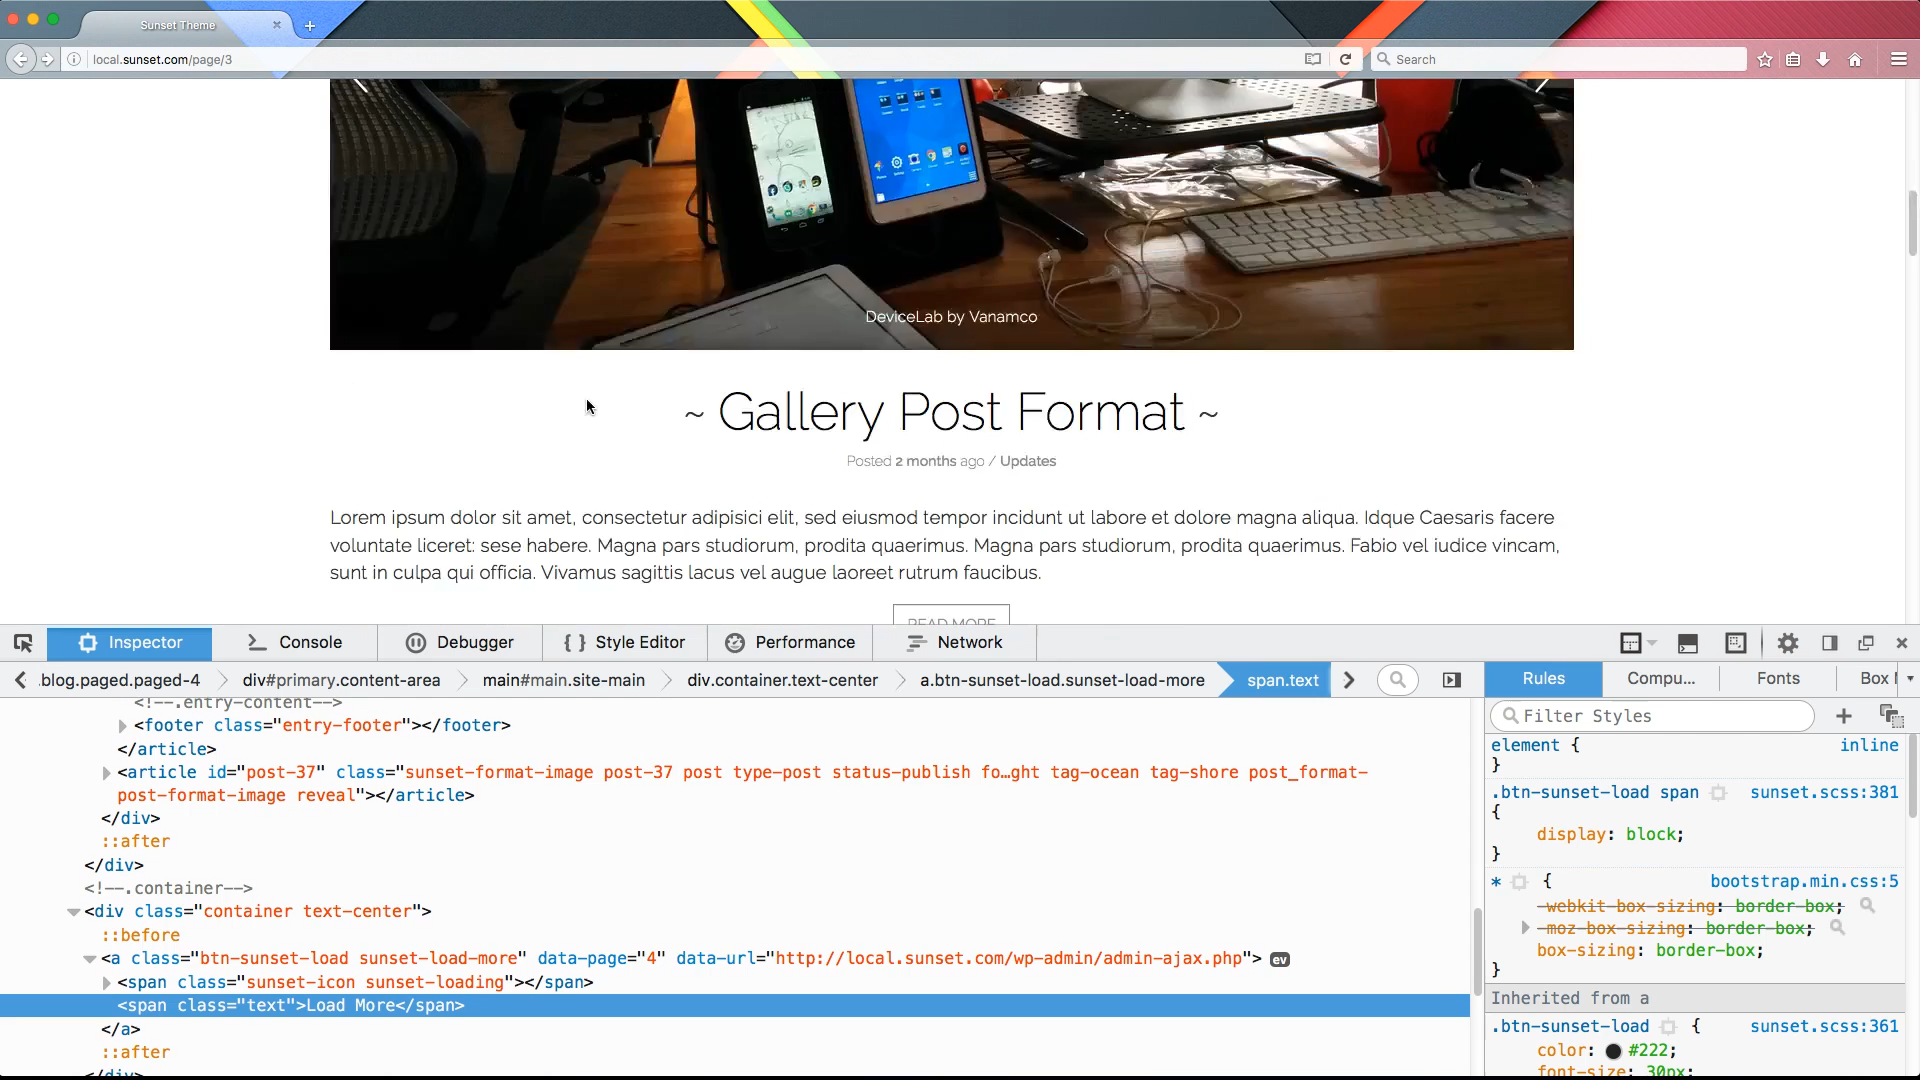 Sunset Theme
local.sunset.com/page/3
Search
DeviceLab by Vanamco
~ Gallery Post Format ~
Posted 2 months ago / Updates
Lorem ipsum dolor sit amet, consectetur adipisici elit, sed eiusmod tempor incidunt ut labore et dolore magna aliqua. Idque Caesaris facere
voluntate liceret: sese habere. Magna pars studiorum, prodita quaerimus. Magna pars studiorum, prodita quaerimus. Fabio vel iudice vincam,
sunt in culpa qui officia. Vivamus sagittis lacus vel augue laoreet rutrum faucibus.
READ MORE
Inspector Console Debugger { } Style Editor Performance Network
.blog.paged.paged-4 div#primary.content-area main#main.site-main div.container.text-center a.btn-sunset-load.sunset-load-more span.text
<!--.entry-content-->
<footer class="entry-footer"></footer>
</article>
<article id="post-37" class="sunset-format-image post-37 post type-post status-publish fo…ght tag-ocean tag-shore post_format-
post-format-image reveal"></article>
</div>
::after
</div>
<!--.container-->
<div class="container text-center">
::before
<a class="btn-sunset-load sunset-load-more" data-page="4" data-url="http://local.sunset.com/wp-admin/admin-ajax.php"> ev
<span class="sunset-icon sunset-loading"></span>
<span class="text">Load More</span>
</a>
::after
</div>
Rules Compu... Fonts Box
Filter Styles
element { inline
}
.btn-sunset-load span sunset.scss:381
{
display: block;
}
* { bootstrap.min.css:5
-webkit-box-sizing: border-box;
-moz-box-sizing: border-box;
box-sizing: border-box;
}
Inherited from a
.btn-sunset-load { sunset.scss:361
color: #222;
font-size: 30px;